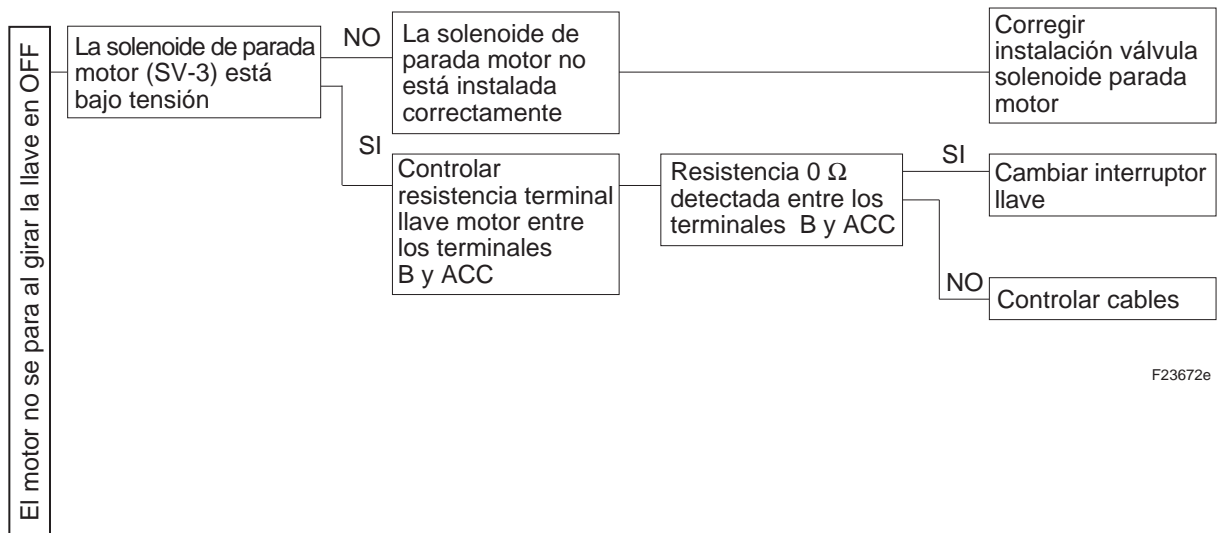 El motor no se para al girar la llave en OFF
La solenoide de parada
motor (SV-3) está
bajo tensión
NO
La solenoide de
parada motor no
está instalada
correctamente
Corregir
instalación válvula
solenoide parada
motor
SI
Controlar
resistencia terminal
llave motor entre
los terminales
B y ACC
Resistencia 0 Ω
detectada entre los
terminales B y ACC
SI
Cambiar interruptor
llave
NO
Controlar cables
F23672e